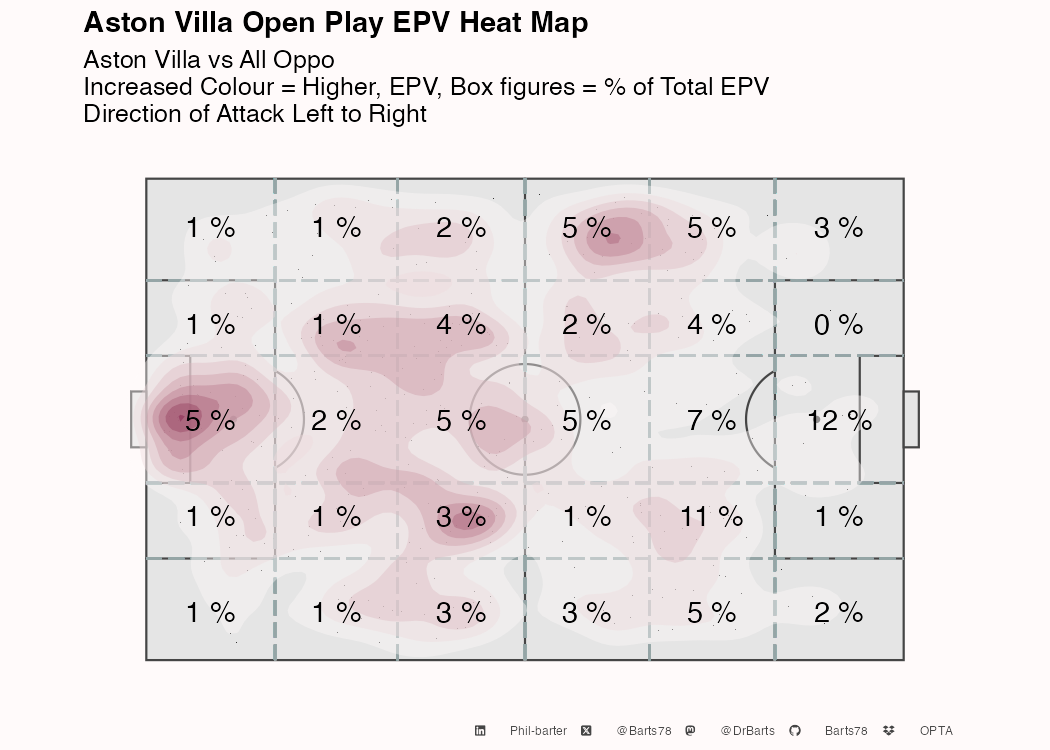 Aston Villa Open Play EPV Heat Map
Aston Villa vs All Oppo
Increased Colour = Higher, EPV, Box figures = % of Total EPV
Direction of Attack Left to Right
1 % 1 % 2 % 5 % 5 % 3 %
1 % 1 % 4 % 2 % 4 % 0 %
5 % 2 % 5 % 5 % 7 % 12 %
1 % 1 % 3 % 1 % 11 % 1 %
1 % 1 % 3 % 3 % 5 % 2 %
Phil-barter @Barts78 @DrBarts Barts78 OPTA